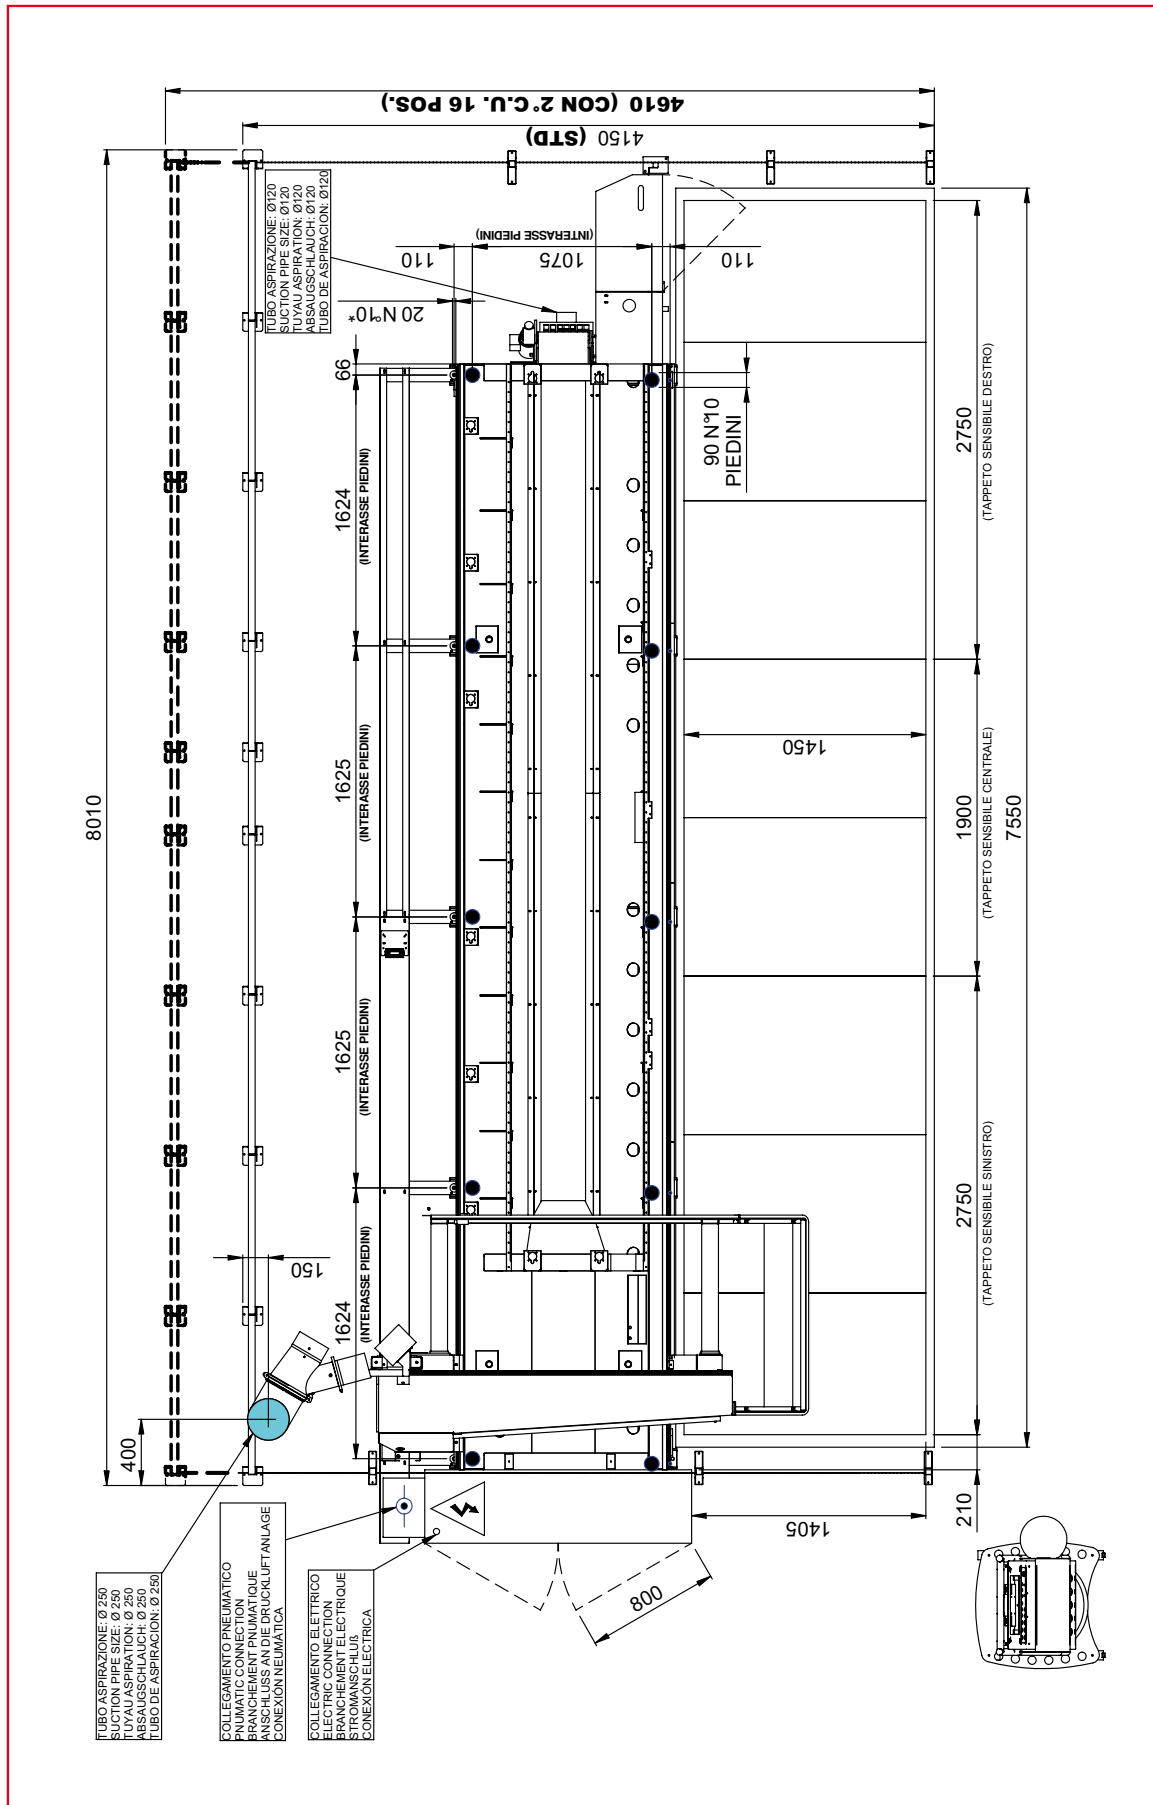 4610 (CON 2°C.U. 16 POS.)
4150 (STD)
8010
TUBO ASPIRAZIONE: Ø120
SUCTION PIPE SIZE: Ø120
TUYAU ASPIRATION: Ø120
ABSAUGSCHLAUCH: Ø120
TUBO DE ASPIRACION: Ø120
110
1075
(INTERASSE PIEDINI)
110
20 N°10*
66
1624
(INTERASSE PIEDINI)
1625
(INTERASSE PIEDINI)
1625
(INTERASSE PIEDINI)
1624
(INTERASSE PIEDINI)
90 N°10
PIEDINI
2750
(TAPPETO SENSIBILE DESTRO)
1450
1900
(TAPPETO SENSIBILE CENTRALE)
7550
2750
(TAPPETO SENSIBILE SINISTRO)
150
400
210
1405
800
TUBO ASPIRAZIONE: Ø 250
SUCTION PIPE SIZE: Ø 250
TUYAU ASPIRATION: Ø 250
ABSAUGSCHLAUCH: Ø 250
TUBO DE ASPIRACION: Ø 250
COLLEGAMENTO PNEUMATICO
PNUMATIC CONNECTION
BRANCHEMENT PNUMATIQUE
ANSCHLUSS AN DIE DRUCKLUFTANLAGE
CONEXIÓN NEUMATICA
COLLEGAMENTO ELETTRICO
ELECTRIC CONNECTION
BRANCHEMENT ELECTRIQUE
STROMANSCHLUß
CONEXIÓN ELECTRICA